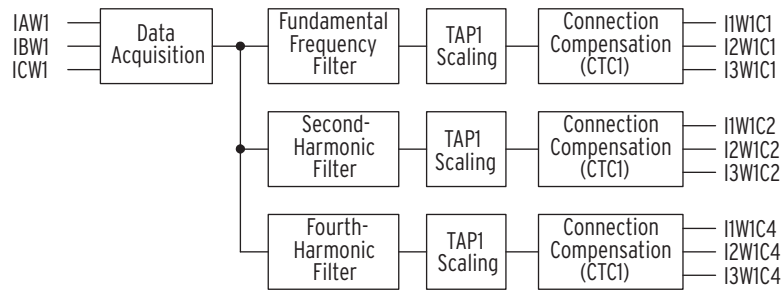 IAW1
IBW1
ICW1
Data
Acquisition
Fundamental
Frequency
Filter
TAP1
Scaling
Connection
Compensation
(CTC1)
I1W1C1
I2W1C1
I3W1C1
Second-
Harmonic
Filter
TAP1
Scaling
Connection
Compensation
(CTC1)
I1W1C2
I2W1C2
I3W1C2
Fourth-
Harmonic
Filter
TAP1
Scaling
Connection
Compensation
(CTC1)
I1W1C4
I2W1C4
I3W1C4